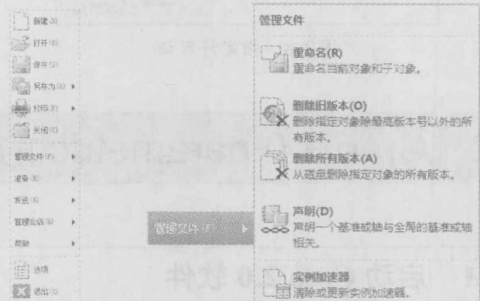 新建(N)
打开(O)
保存(S)
另存为(A)
打印(P)
关闭(C)
管理文件(F)
准备(R)
发送(D)
管理会话(M)
帮助
选项
退出(X)
管理文件(F)
管理文件
重命名(R)
重命名当前对象和子对象。
删除旧版本(O)
删除指定对象除最高版本号以外的所
有版本。
删除所有版本(A)
从磁盘删除指定对象的所有版本。
声明(D)
声明一个基准或轴与全局的基准或轴
相关。
实例加速器
清除或更新实例加速器。